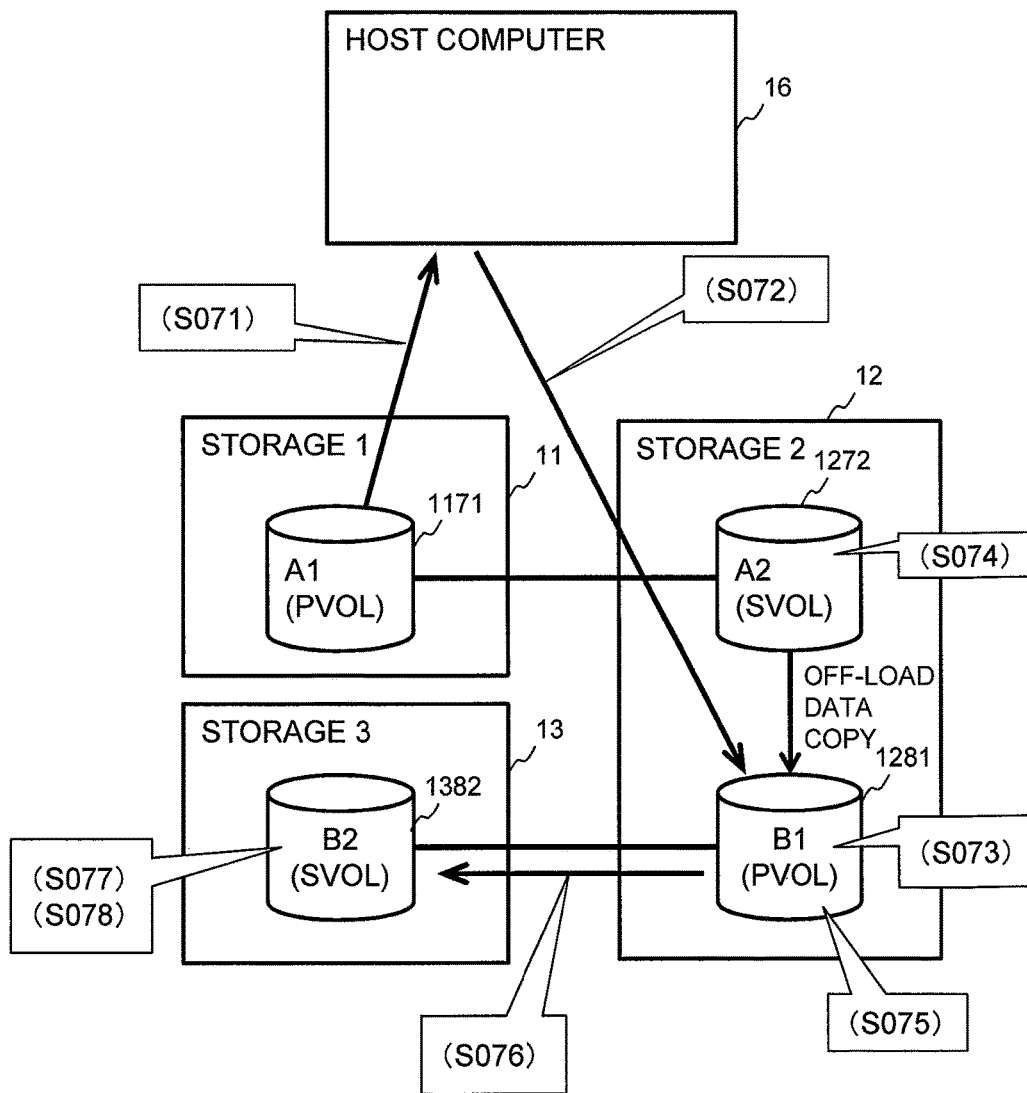 HOST COMPUTER
16
（S071）
（S072）
12
STORAGE 1
11
STORAGE 2
1272
1171
A1
(PVOL)
A2
(SVOL)
（S074）
OFF-LOAD
DATA
COPY
STORAGE 3
13
1382
1281
B2
(SVOL)
B1
(PVOL)
（S073）
（S077）
（S078）
（S075）
（S076）